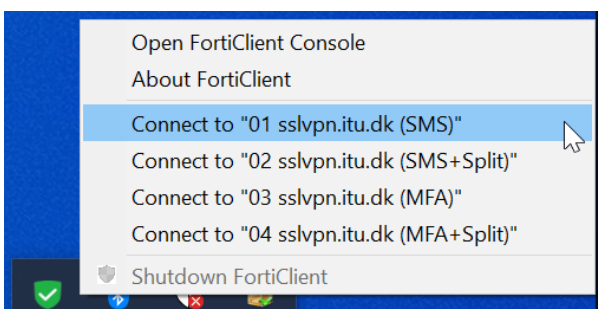 Open FortiClient Console
About FortiClient
Connect to "01 sslvpn.itu.dk (SMS)"
Connect to "02 sslvpn.itu.dk (SMS+Split)"
Connect to "03 sslvpn.itu.dk (MFA)"
Connect to "04 sslvpn.itu.dk (MFA+Split)"
Shutdown FortiClient